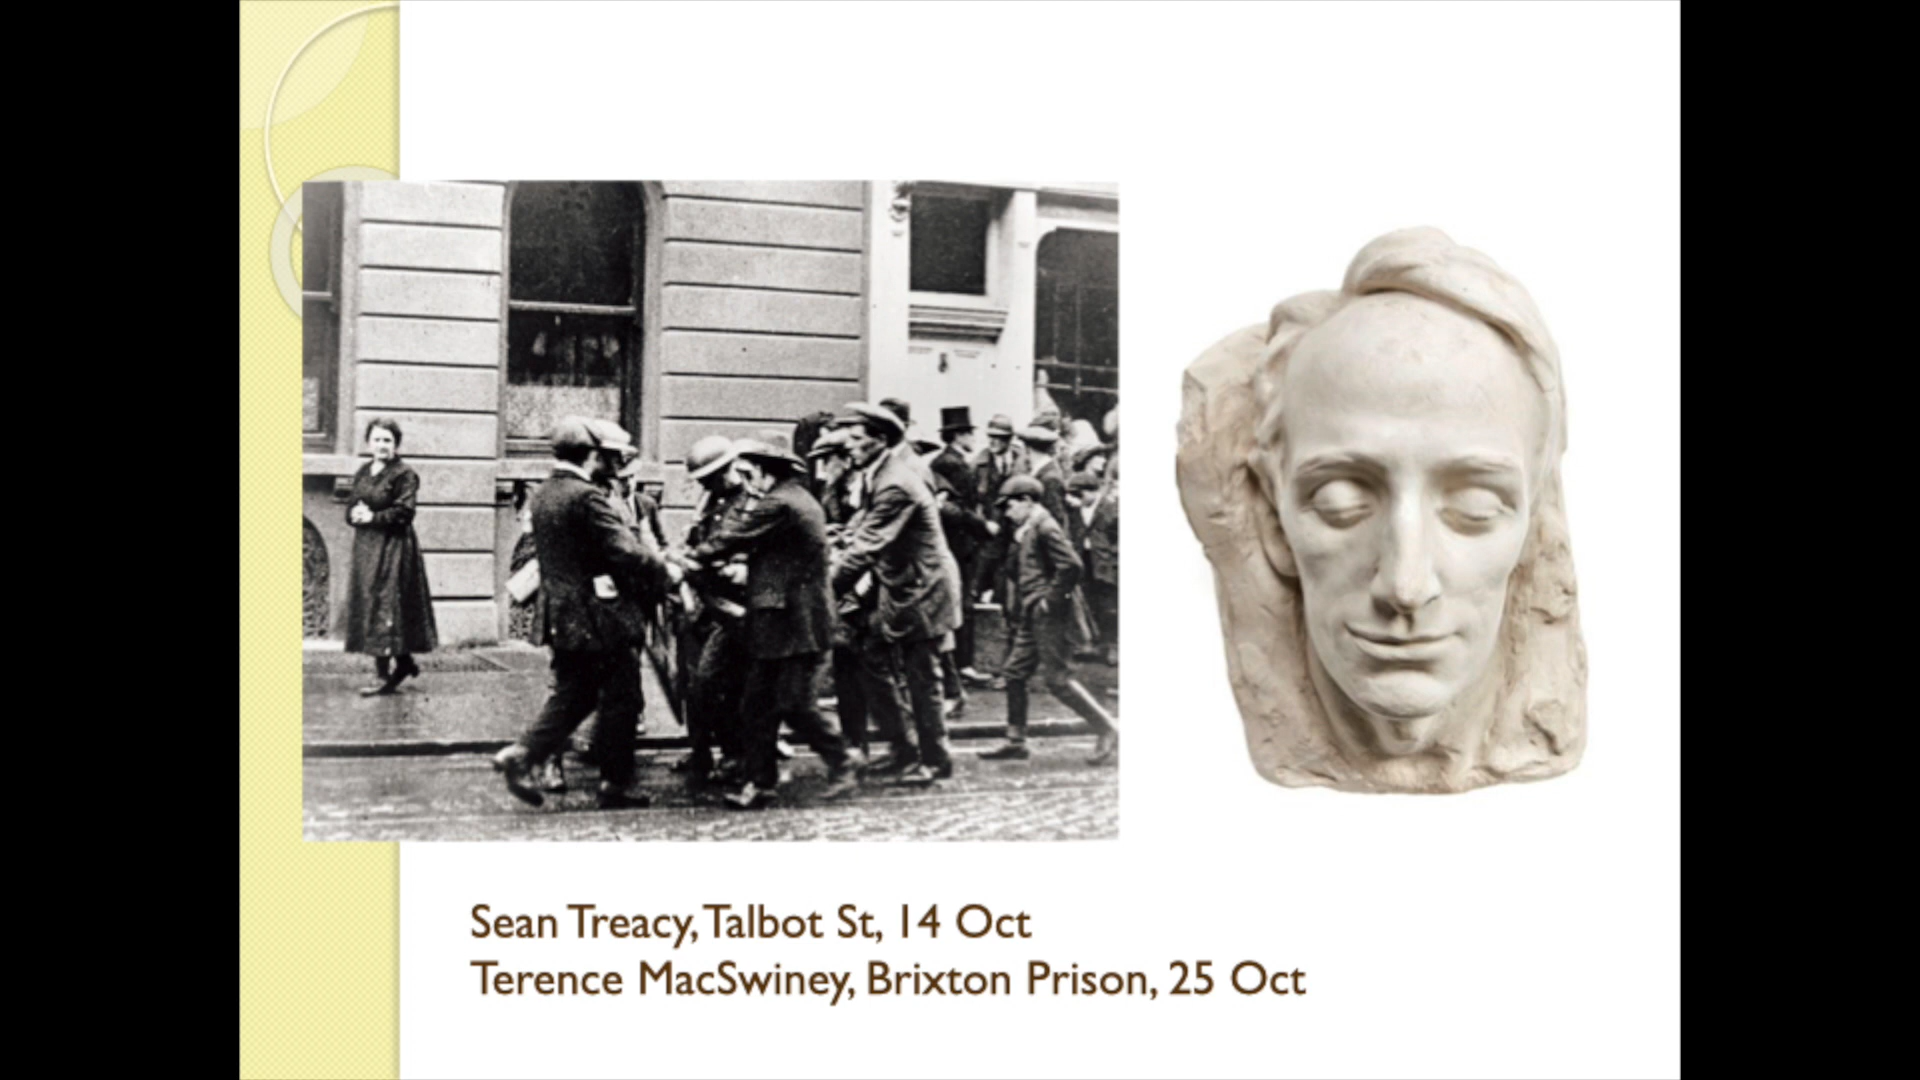 Sean Treacy, Talbot St, 14 Oct
Terence MacSwiney, Brixton Prison, 25 Oct